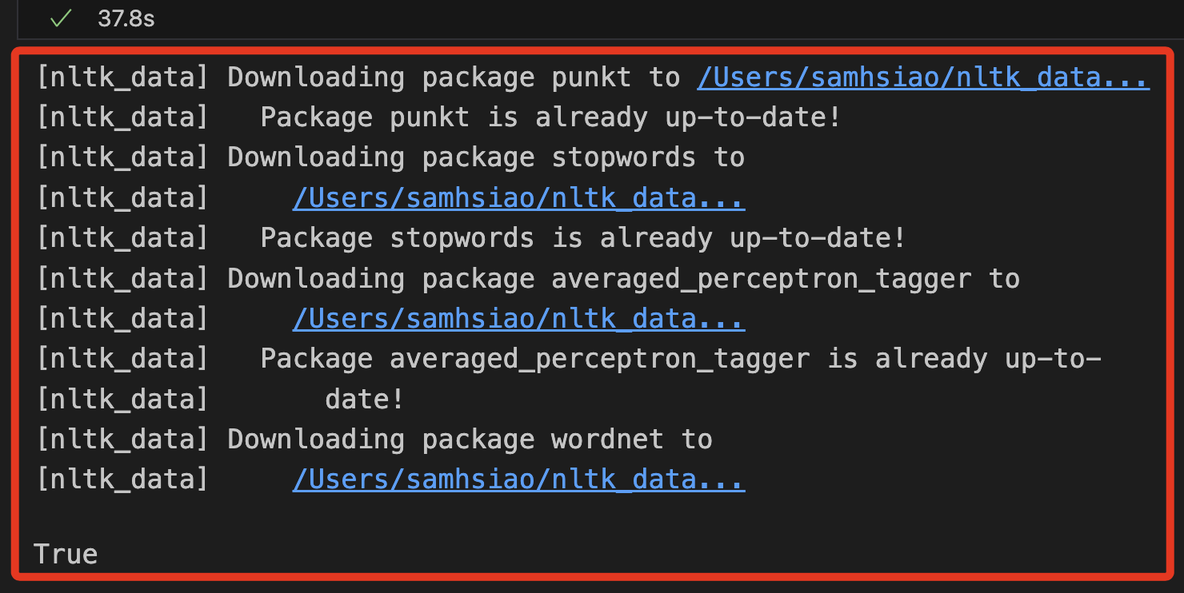 ✓ 37.8s
[nltk_data] Downloading package punkt to /Users/samhsiao/nltk_data...
[nltk_data]   Package punkt is already up-to-date!
[nltk_data] Downloading package stopwords to
[nltk_data]     /Users/samhsiao/nltk_data...
[nltk_data]   Package stopwords is already up-to-date!
[nltk_data] Downloading package averaged_perceptron_tagger to
[nltk_data]     /Users/samhsiao/nltk_data...
[nltk_data]   Package averaged_perceptron_tagger is already up-to-
[nltk_data]       date!
[nltk_data] Downloading package wordnet to
[nltk_data]     /Users/samhsiao/nltk_data...
True